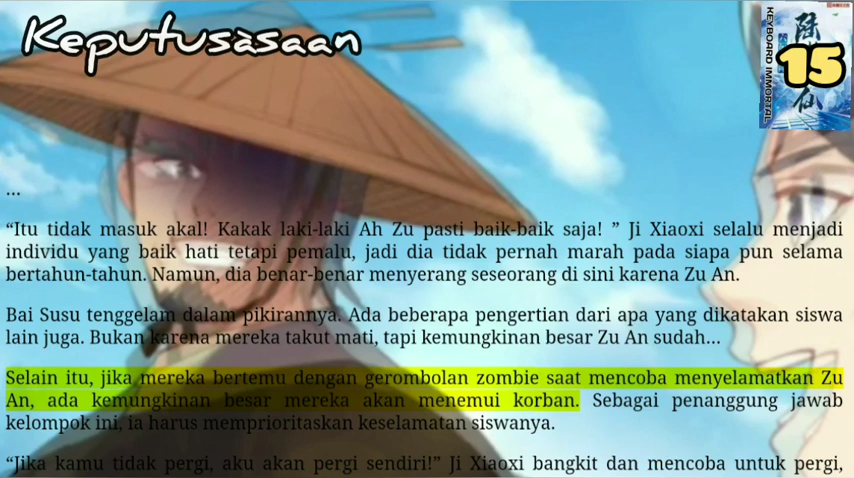 Keputusàsaan
KEYBOARD IMMORTAL
15
...
“Itu tidak masuk akal! Kakak laki-laki Ah Zu pasti baik-baik saja! ” Ji Xiaoxi selalu menjadi
individu yang baik hati tetapi pemalu, jadi dia tidak pernah marah pada siapa pun selama
bertahun-tahun. Namun, dia benar-benar menyerang seseorang di sini karena Zu An.
Bai Susu tenggelam dalam pikirannya. Ada beberapa pengertian dari apa yang dikatakan siswa
lain juga. Bukan karena mereka takut mati, tapi kemungkinan besar Zu An sudah...
Selain itu, jika mereka bertemu dengan gerombolan zombie saat mencoba menyelamatkan Zu
An, ada kemungkinan besar mereka akan menemui korban. Sebagai penanggung jawab
kelompok ini, ia harus memprioritaskan keselamatan siswanya.
“Jika kamu tidak pergi, aku akan pergi sendiri!” Ji Xiaoxi bangkit dan mencoba untuk pergi,